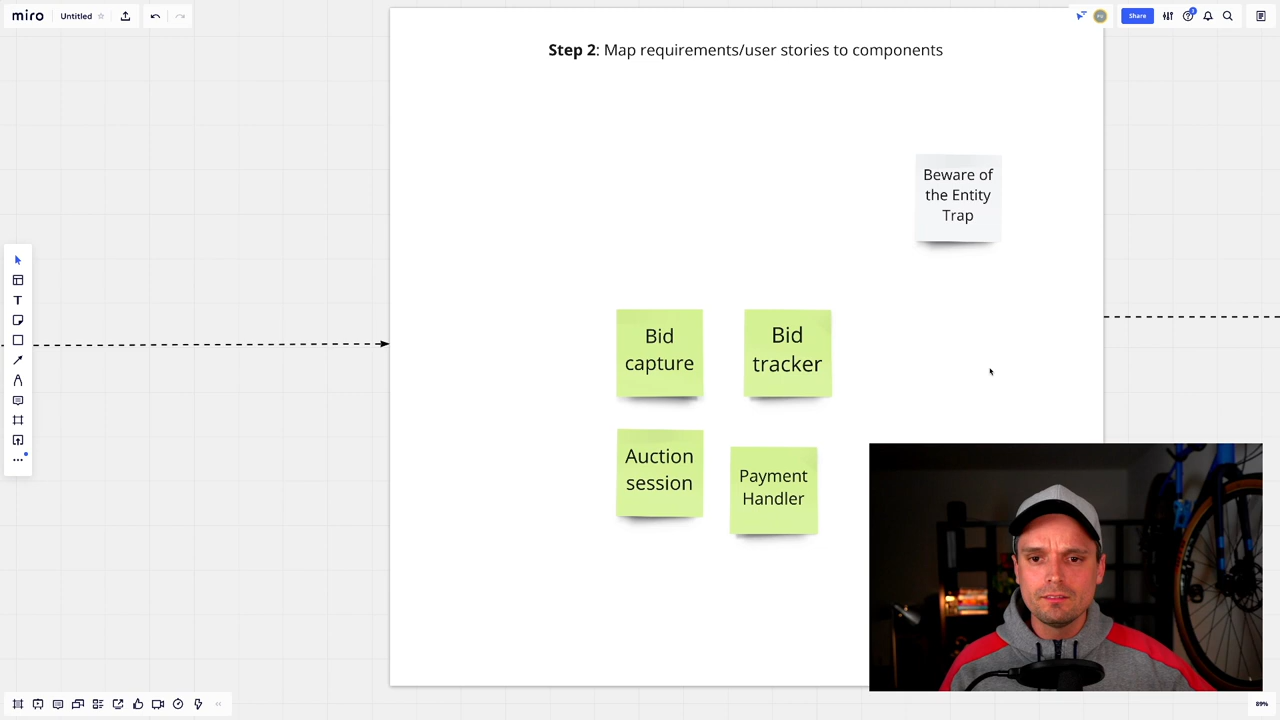 miro
Untitled
Share
Step 2: Map requirements/user stories to components
Beware of
the Entity
Trap
Bid
capture
Bid
tracker
Auction
session
Payment
Handler
89%